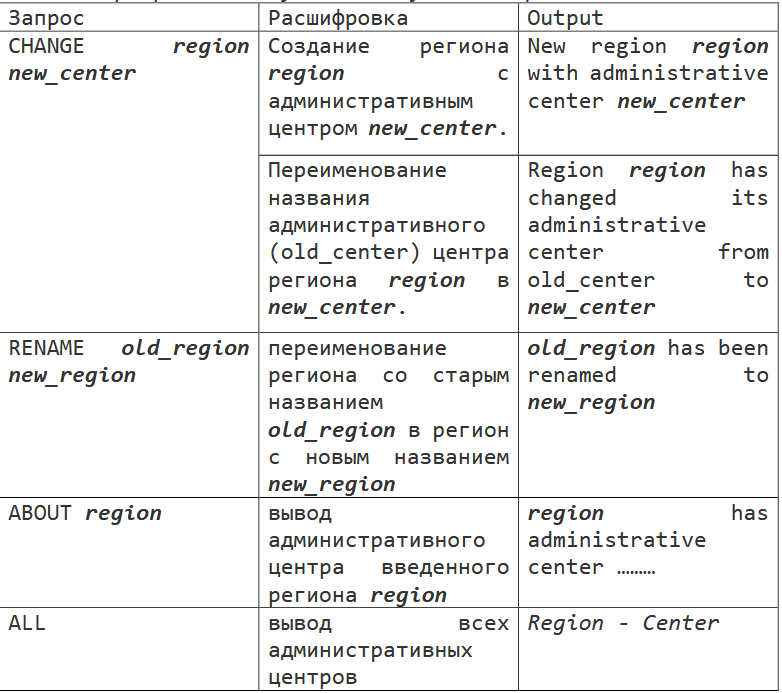 Запрос Расшифровка Output
CHANGE region
new_center
Создание региона
region с
административным
центром new_center.
New region region
with administrative
center new_center
Переименование
названия
административного
(old_center) центра
региона region в
new_center.
Region region has
changed its
administrative
center from
old_center to
new_center
RENAME old_region
new_region
переименование
региона со старым
названием
old_region в регион
с новым названием
new_region
old_region has been
renamed to
new_region
ABOUT region
вывод
административного
центра введенного
региона region
region has
administrative
center ………
ALL
вывод всех
административных
центров
Region - Center